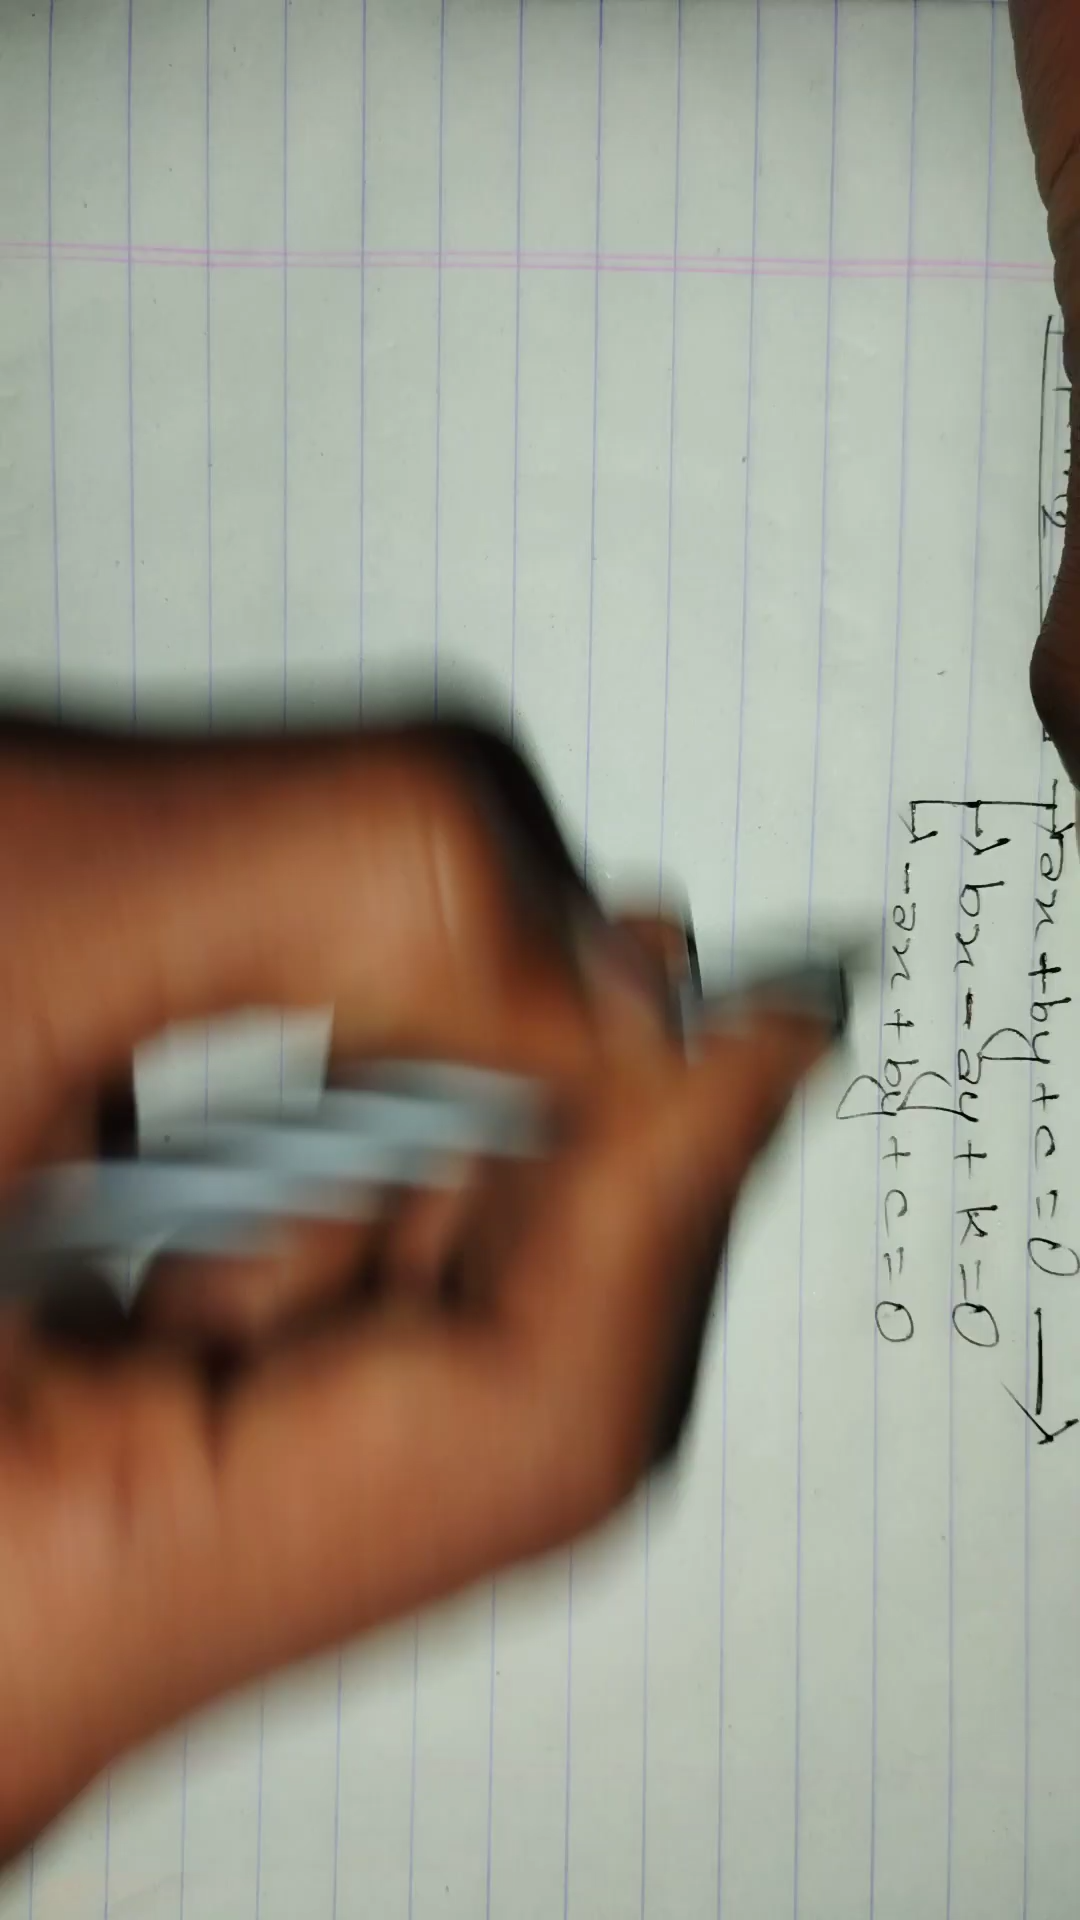 ax + by + c = 0
bx - ay + k = 0
-ax + by + c = 0